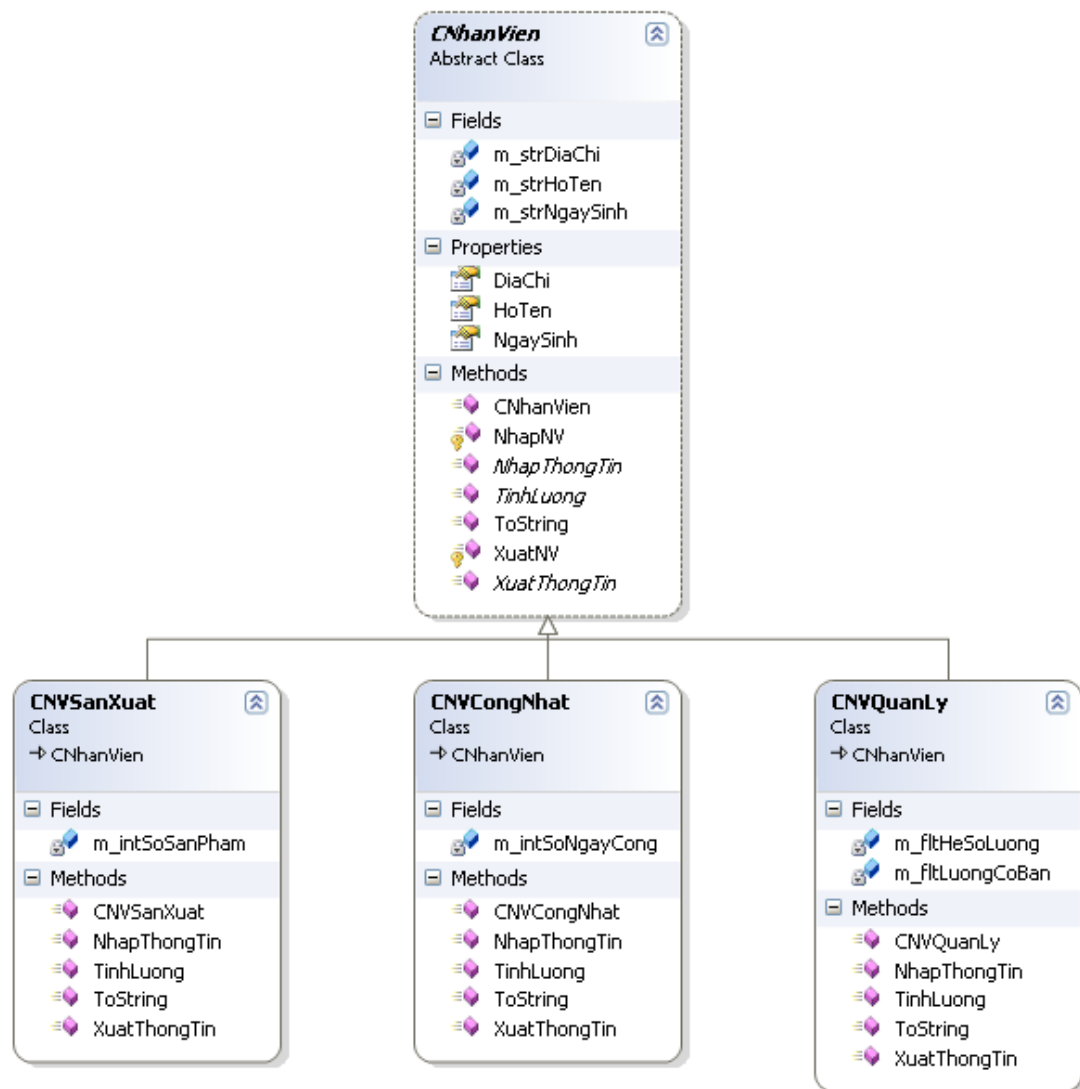 CNhanVien
Abstract Class
Fields
m_strDiaChi
m_strHoTen
m_strNgaySinh
Properties
DiaChi
HoTen
NgaySinh
Methods
CNhanVien
NhapNV
NhapThongTin
TinhLuong
ToString
XuatNV
XuatThongTin
CNVSanXuat
Class
CNhanVien
Fields
m_intSoSanPham
Methods
CNVSanXuat
NhapThongTin
TinhLuong
ToString
XuatThongTin
CNVCongNhat
Class
CNhanVien
Fields
m_intSoNgayCong
Methods
CNVCongNhat
NhapThongTin
TinhLuong
ToString
XuatThongTin
CNVQuanLy
Class
CNhanVien
Fields
m_fltHeSoLuong
m_fltLuongCoBan
Methods
CNVQuanLy
NhapThongTin
TinhLuong
ToString
XuatThongTin